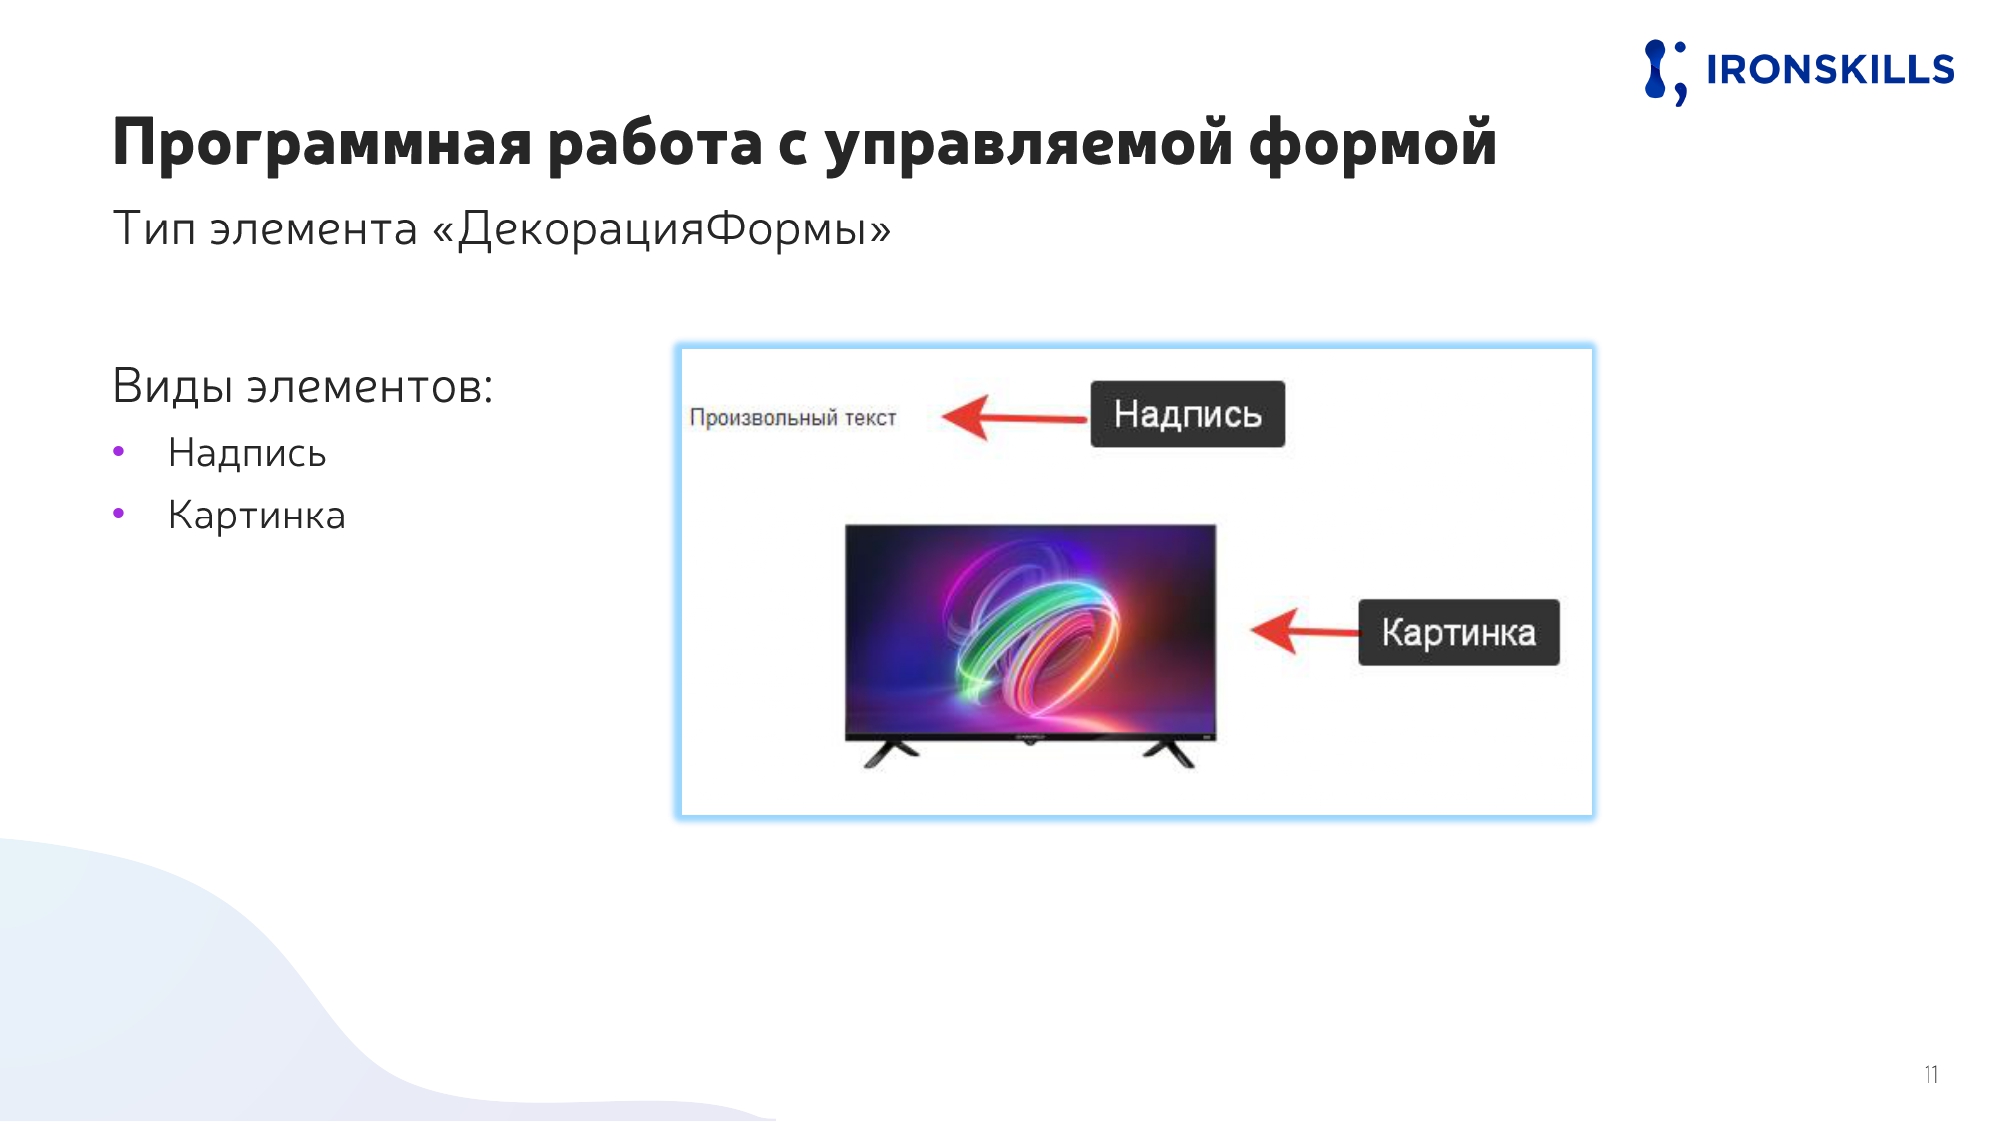 IRONSKILLS
Программная работа с управляемой формой
Тип элемента «ДекорацияФормы»
Виды элементов:
• Надпись
• Картинка
Произвольный текст
Надпись
Картинка
11